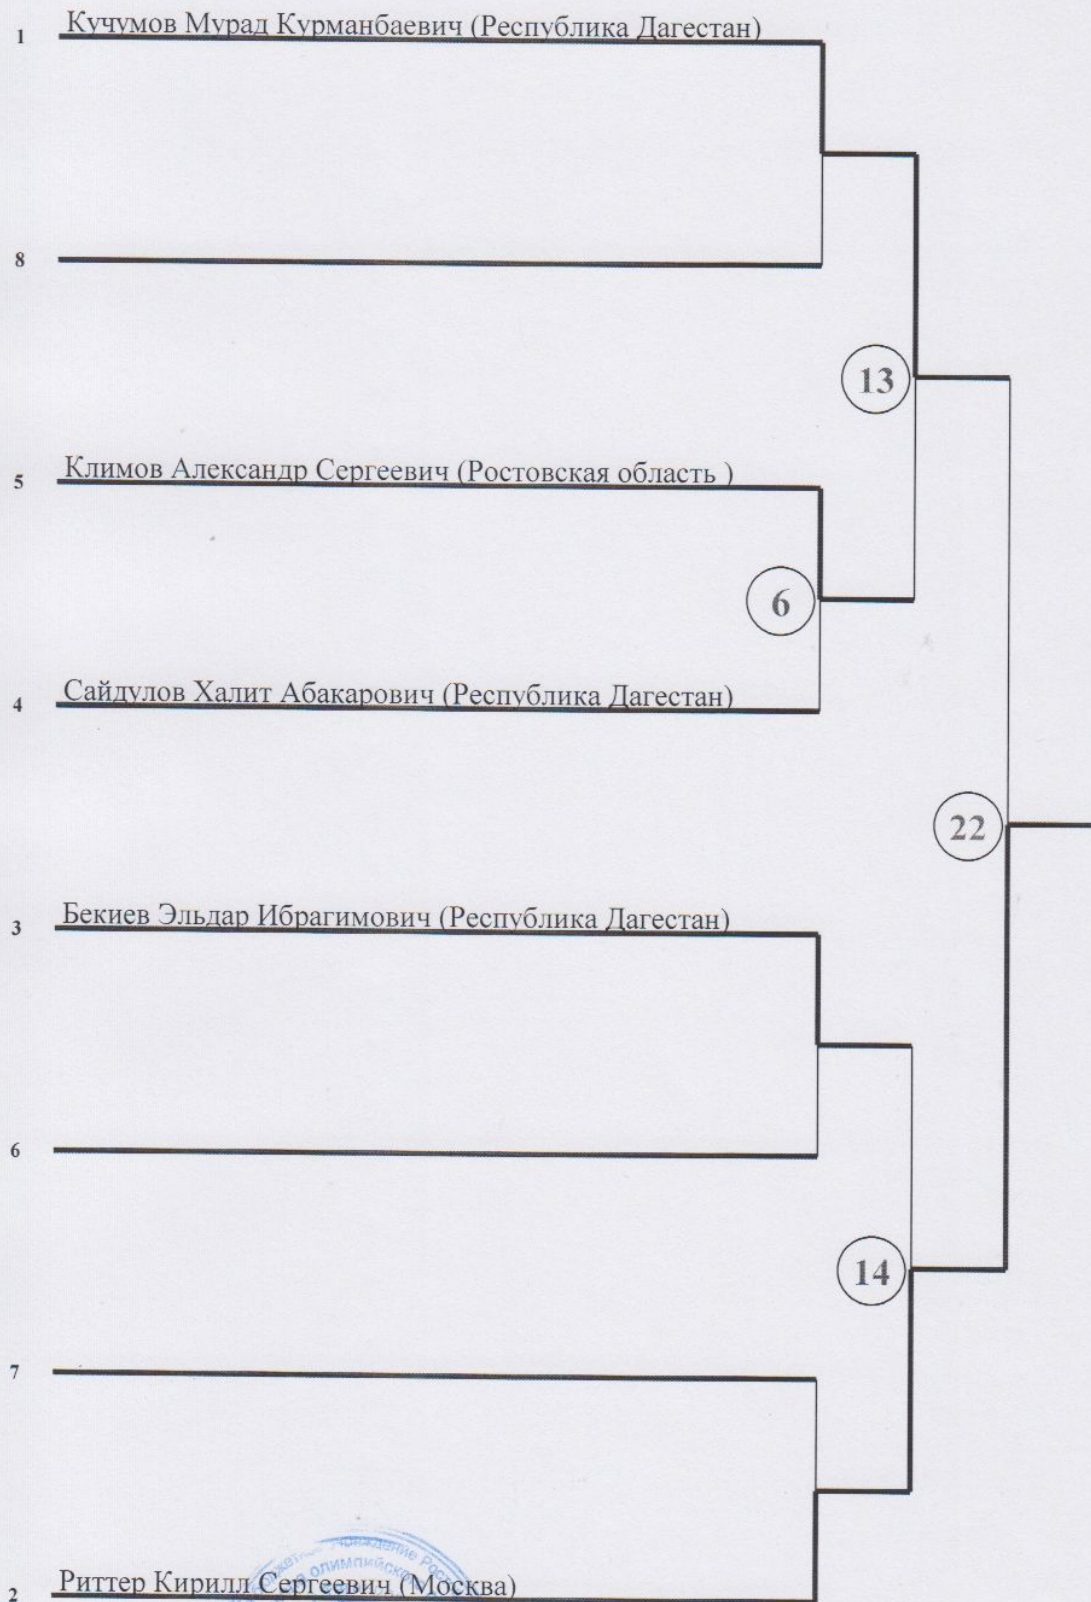 1 Кучумов Мурад Курманбаевич (Республика Дагестан)
8
13
5 Климов Александр Сергеевич (Ростовская область )
6
4 Сайдулов Халит Абакарович (Республика Дагестан)
22
3 Бекиев Эльдар Ибрагимович (Республика Дагестан)
6
14
7
2 Риттер Кирилл Сергеевич (Москва)